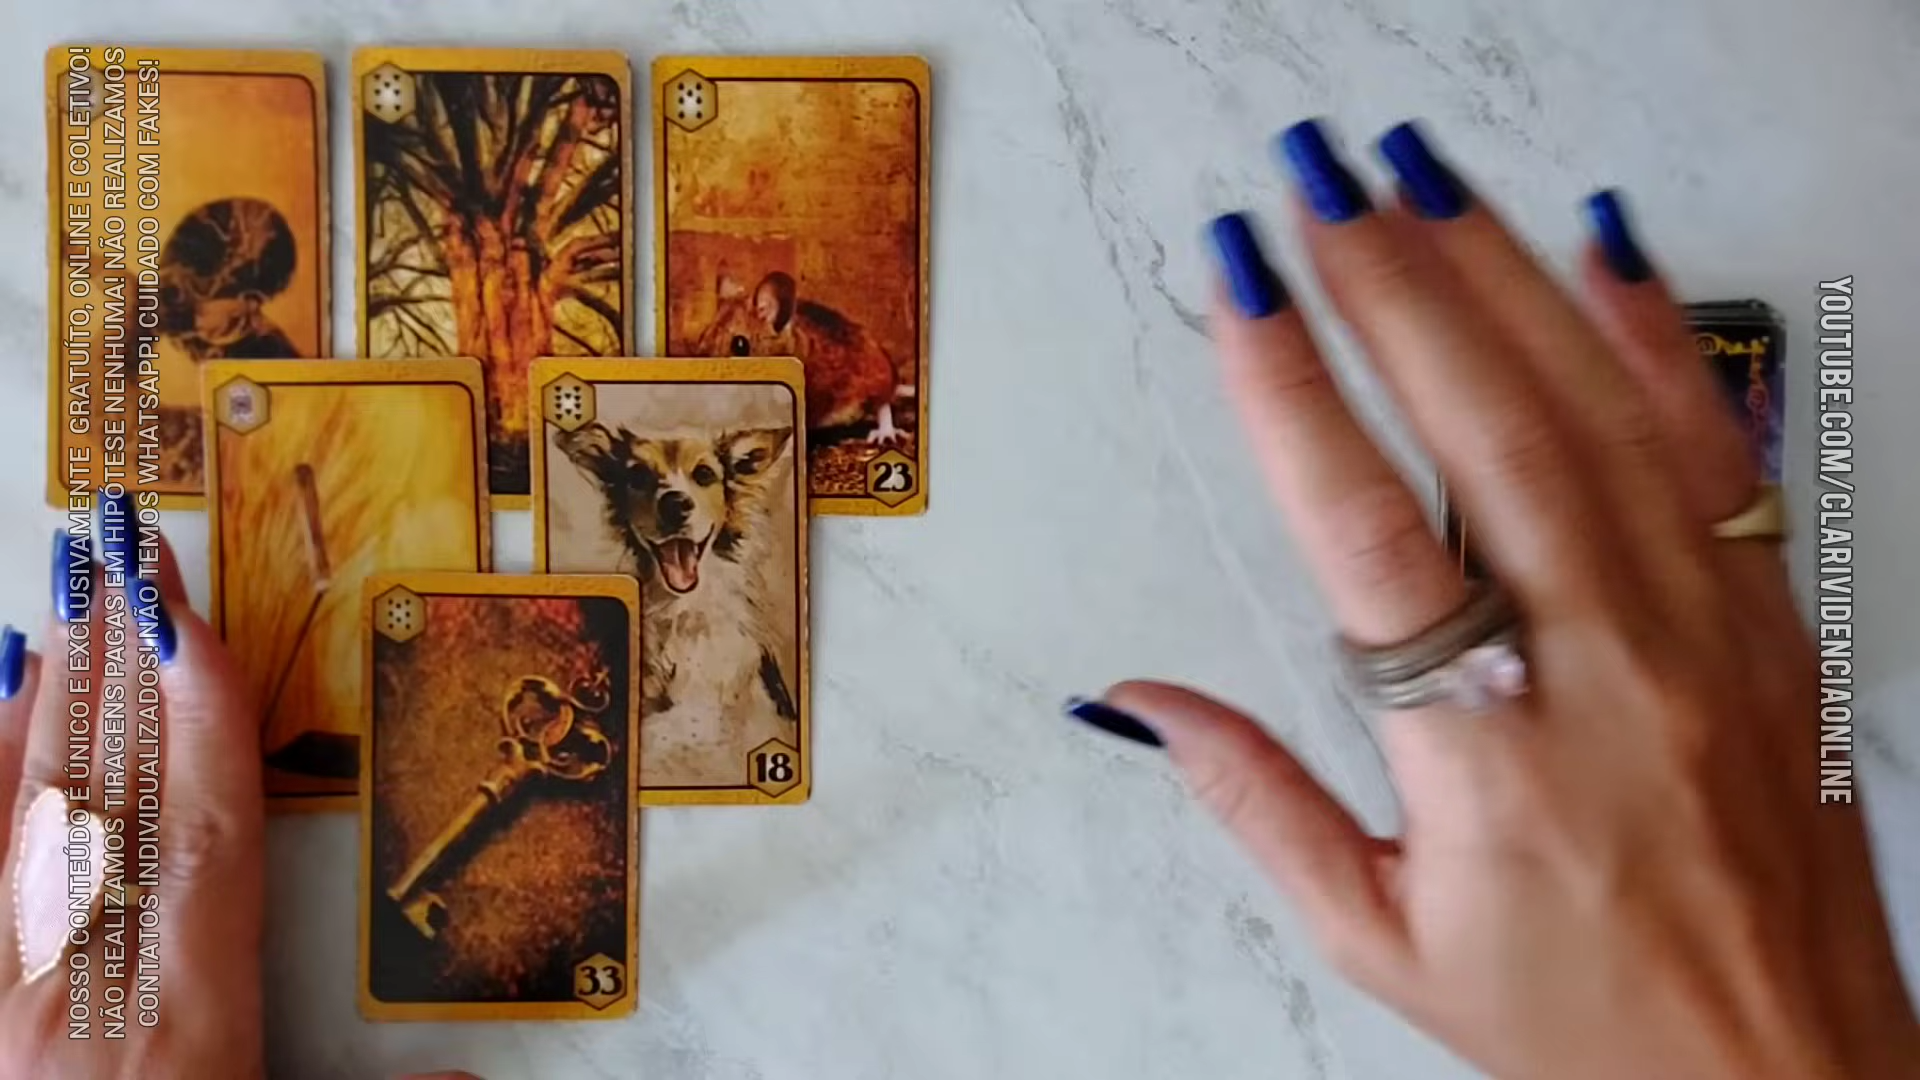 NOSSO CONTEÚDO É ÚNICO E EXCLUSIVAMENTE GRATUÍTO, ONLINE E COLETIVO!
NÃO REALIZAMOS TIRAGENS PAGAS EM HIPÓTESE NENHUMA! NÃO REALIZAMOS
CONTATOS INDIVIDUALIZADOS! NÃO TEMOS WHATSAPP! CUIDADO COM FAKES!
23
18
33
YOUTUBE.COM/CLARIVIDENCIAONLINE